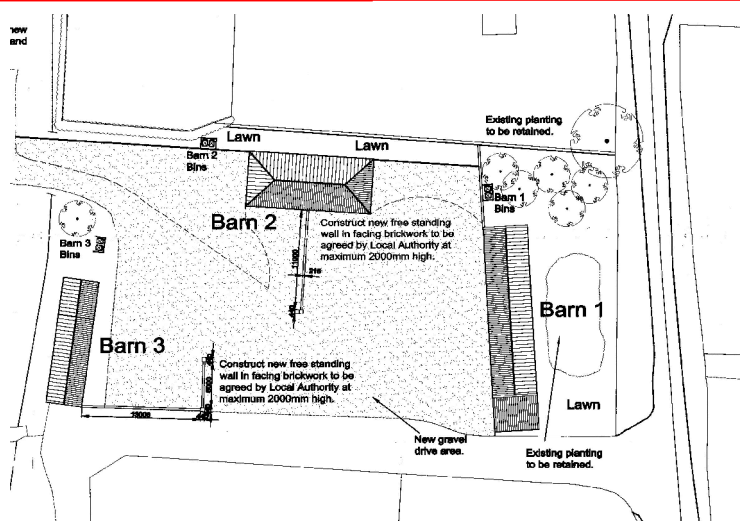 new
and
Existing planting
to be retained.
Lawn
Lawn
Barn 2
Bins
Barn 1
Bins
Barn 2
Construct new free standing
wall in facing brickwork to be
agreed by Local Authority at
maximum 2000mm high.
11000
215
Barn 3
Bins
Barn 1
Barn 3
Construct new free standing
wall in facing brickwork to be
agreed by Local Authority at
maximum 2000mm high.
Lawn
New gravel
drive area.
Existing planting
to be retained.